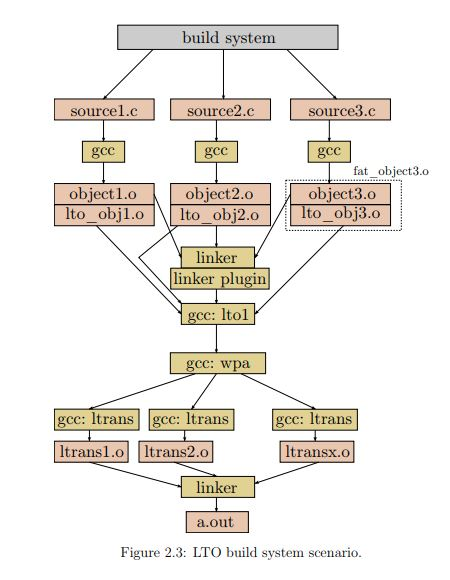 build system
source1.c source2.c source3.c
gcc gcc gcc
fat_object3.o
object1.o object2.o object3.o
lto_obj1.o lto_obj2.o lto_obj3.o
linker
linker plugin
gcc: lto1
gcc: wpa
gcc: ltrans gcc: ltrans gcc: ltrans
ltrans1.o ltrans2.o ltransx.o
linker
a.out
Figure 2.3: LTO build system scenario.